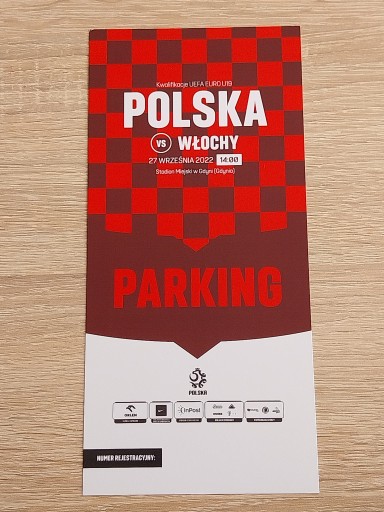 Kwalifikacje UEFA EURO U19
POLSKA
VS WŁOCHY
27 WRZEŚNIA 2022 14:00
Stadion Miejski w Gdyni (Gdynia)
PARKING
POLSKA
ORLEN
InPost
NUMER REJESTRACYJNY: